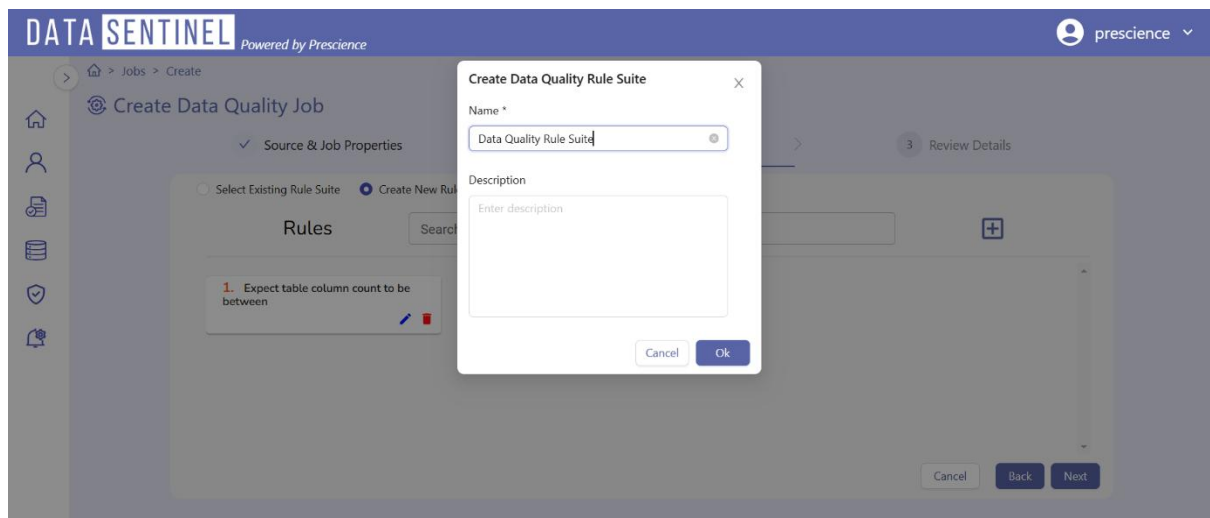 DATA SENTINEL Powered by Prescience
prescience
> Jobs > Create
Create Data Quality Job
Source & Job Properties
3 Review Details
Select Existing Rule Suite
Create New Rul
Rules
Search
1. Expect table column count to be
between
Cancel
Back
Next
Create Data Quality Rule Suite
Name *
Data Quality Rule Suite
Description
Enter description
Cancel
Ok